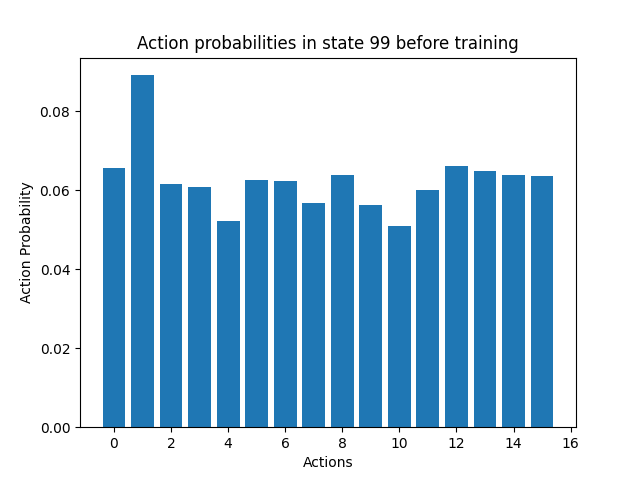 Action probabilities in state 99 before training
0.08
0.06
0.04
0.02
0.00
Action Probability
0 2 4 6 8 10 12 14 16
Actions